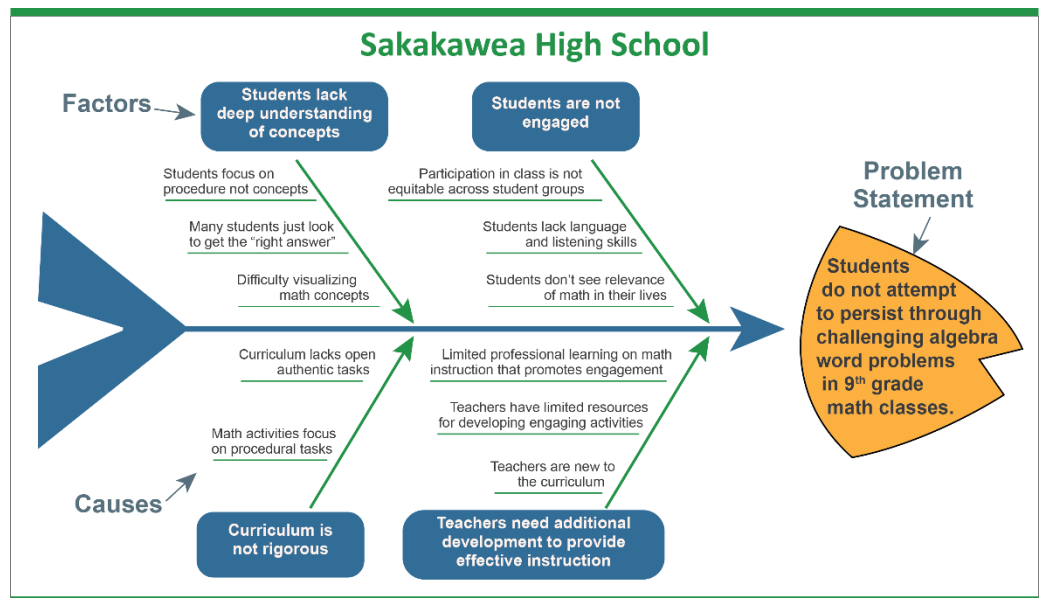 Sakakawea High School
Factors
Students lack
deep understanding
of concepts
Students are not
engaged
Students focus on
procedure not concepts
Many students just look
to get the “right answer”
Difficulty visualizing
math concepts
Participation in class is not
equitable across student groups
Students lack language
and listening skills
Students don’t see relevance
of math in their lives
Problem
Statement
Students
do not attempt
to persist through
challenging algebra
word problems
in 9th grade
math classes.
Curriculum lacks open
authentic tasks
Math activities focus
on procedural tasks
Causes
Curriculum is
not rigorous
Limited professional learning on math
instruction that promotes engagement
Teachers have limited resources
for developing engaging activities
Teachers are new to
the curriculum
Teachers need additional
development to provide
effective instruction